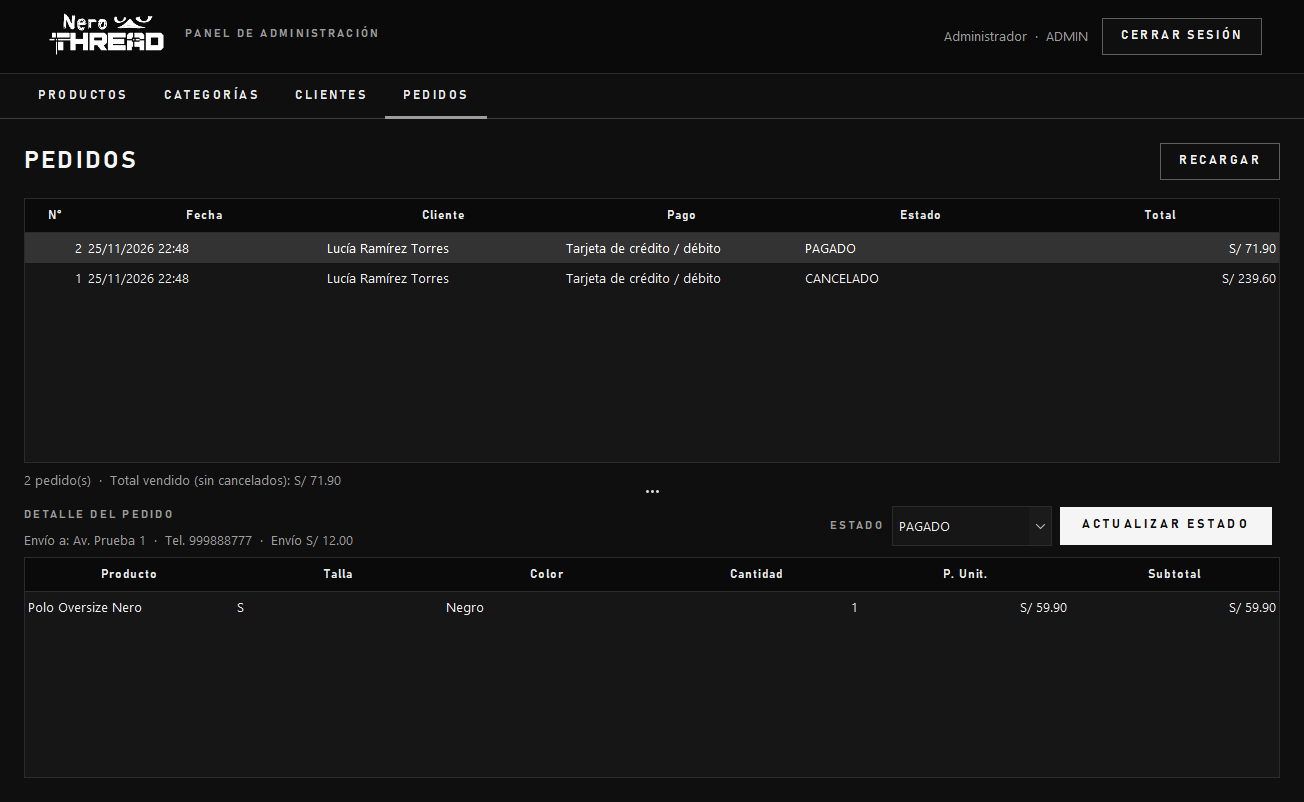 Nero THREAD PANEL DE ADMINISTRACIÓN Administrador · ADMIN CERRAR SESIÓN
PRODUCTOS CATEGORÍAS CLIENTES PEDIDOS
PEDIDOS RECARGAR
N° Fecha Cliente Pago Estado Total
2 25/11/2026 22:48 Lucía Ramírez Torres Tarjeta de crédito / débito PAGADO S/ 71.90
1 25/11/2026 22:48 Lucía Ramírez Torres Tarjeta de crédito / débito CANCELADO S/ 239.60
2 pedido(s) · Total vendido (sin cancelados): S/ 71.90
DETALLE DEL PEDIDO
ESTADO PAGADO ACTUALIZAR ESTADO
Envío a: Av. Prueba 1 · Tel. 999888777 · Envío S/ 12.00
Producto Talla Color Cantidad P. Unit. Subtotal
Polo Oversize Nero S Negro 1 S/ 59.90 S/ 59.90